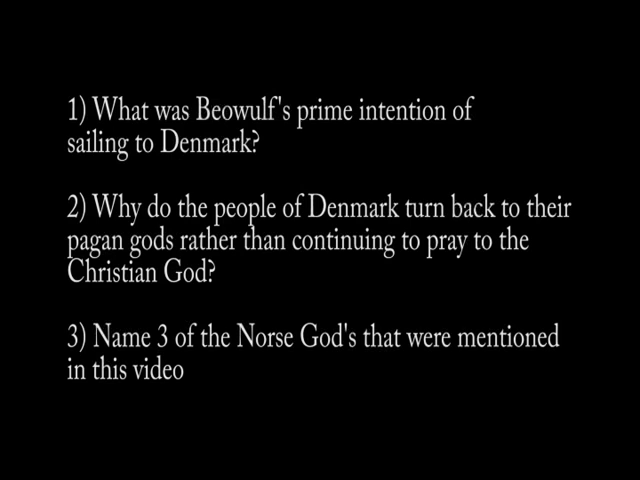 1) What was Beowulf's prime intention of
sailing to Denmark?
2) Why do the people of Denmark turn back to their
pagan gods rather than continuing to pray to the
Christian God?
3) Name 3 of the Norse God's that were mentioned
in this video